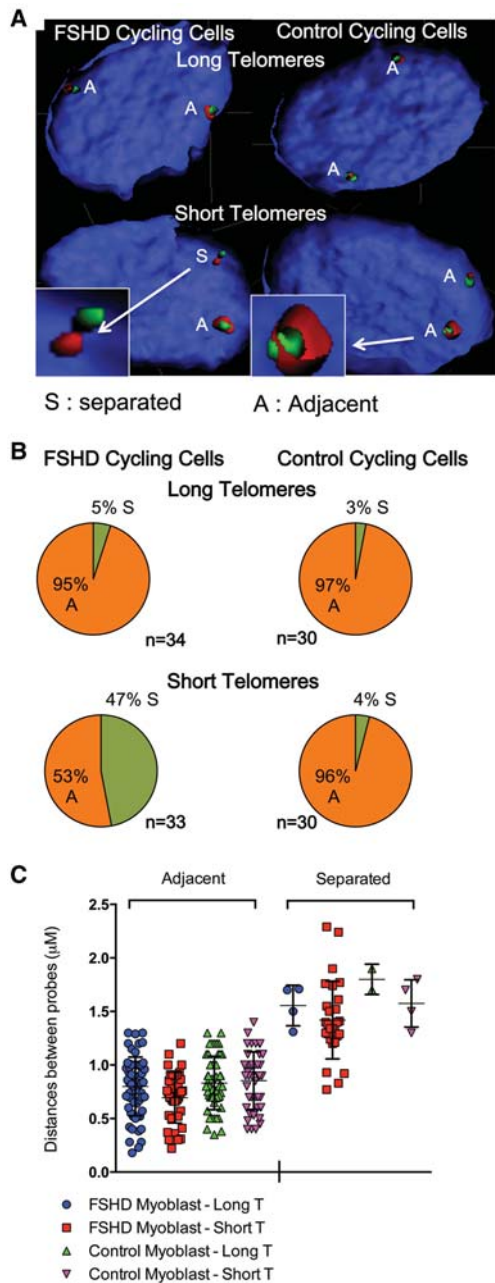 A
FSHD Cycling Cells
Control Cycling Cells
Long Telomeres
A
A
A
A
Short Telomeres
S
A
A
A
S : separated
A : Adjacent
B
FSHD Cycling Cells
Control Cycling Cells
Long Telomeres
5% S
3% S
95%
A
97%
A
n=34
n=30
Short Telomeres
47% S
4% S
53%
A
96%
A
n=33
n=30
C
Adjacent
Separated
Distances between probes (μM)
2.5
2.0
1.5
1.0
0.5
0.0
FSHD Myoblast - Long T
FSHD Myoblast - Short T
Control Myoblast - Long T
Control Myoblast - Short T